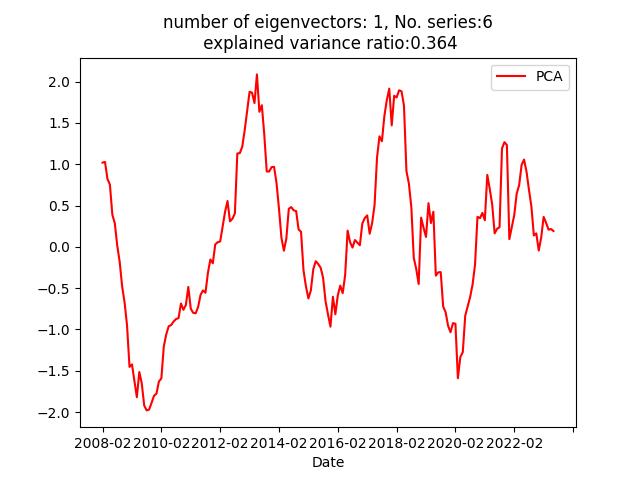 number of eigenvectors: 1, No. series:6
explained variance ratio:0.364
PCA
2.0
1.5
1.0
0.5
0.0
−0.5
−1.0
−1.5
−2.0
2008-02 2010-02 2012-02 2014-02 2016-02 2018-02 2020-02 2022-02
Date